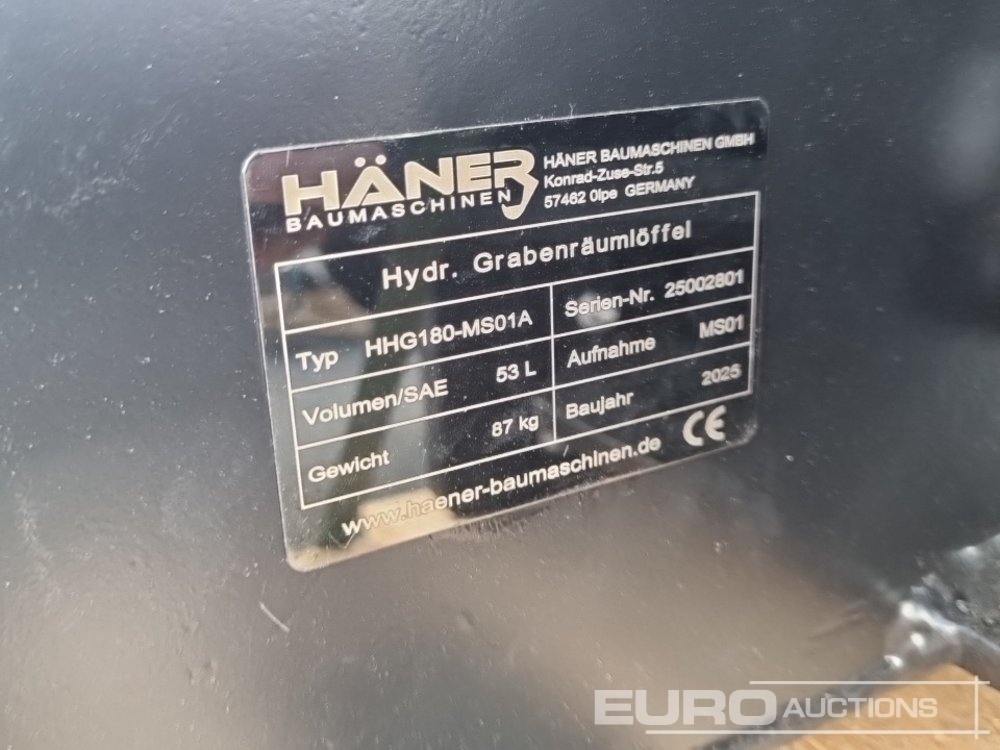 HÄNER
BAUMASCHINEN
HÄNER BAUMASCHINEN GMBH
Konrad-Zuse-Str.5
57462 Olpe GERMANY
Hydr. Grabenräumlöffel
Typ HHG180-MS01A
Serien-Nr. 25002801
Volumen/SAE 53 L
Aufnahme MS01
Gewicht 87 kg
Baujahr 2025
www.haener-baumaschinen.de CE
EURO AUCTIONS